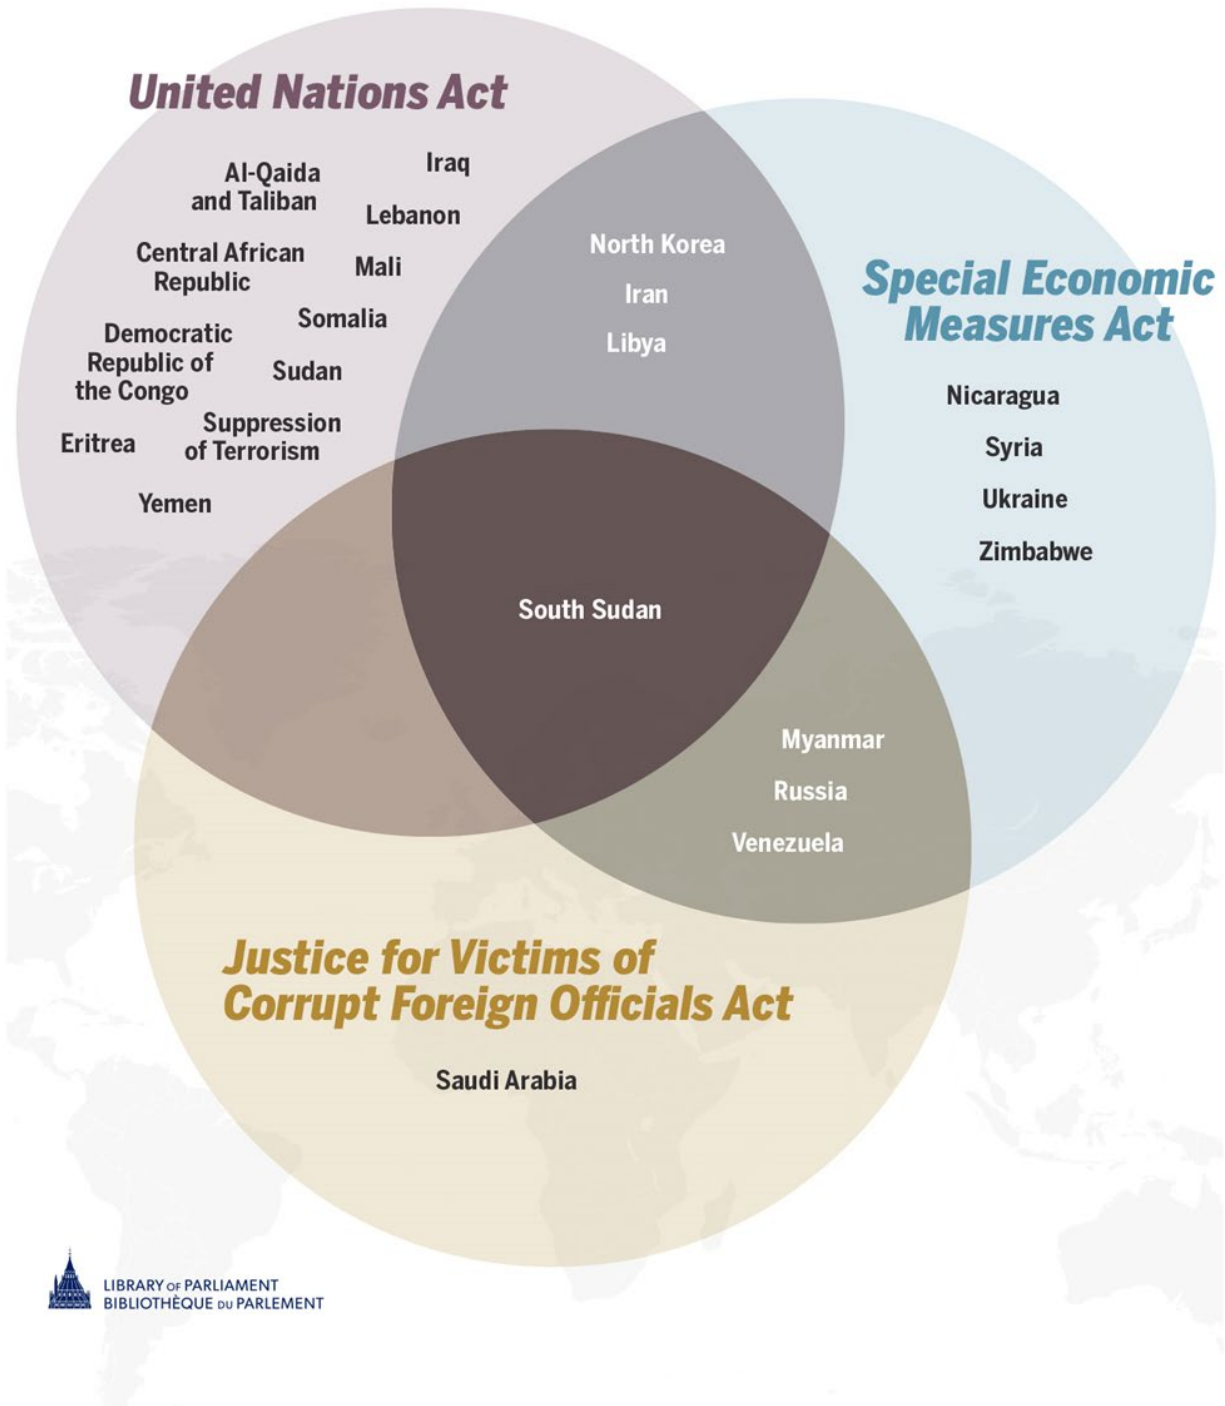 United Nations Act
Al-Qaida
and Taliban
Central African
Republic
Democratic
Republic of
the Congo
Eritrea
Iraq
Lebanon
Mali
Somalia
Sudan
Suppression
of Terrorism
Yemen
North Korea
Iran
Libya
Special Economic
Measures Act
Nicaragua
Syria
Ukraine
Zimbabwe
South Sudan
Myanmar
Russia
Venezuela
Justice for Victims of
Corrupt Foreign Officials Act
Saudi Arabia
LIBRARY OF PARLIAMENT
BIBLIOTHÈQUE DU PARLEMENT